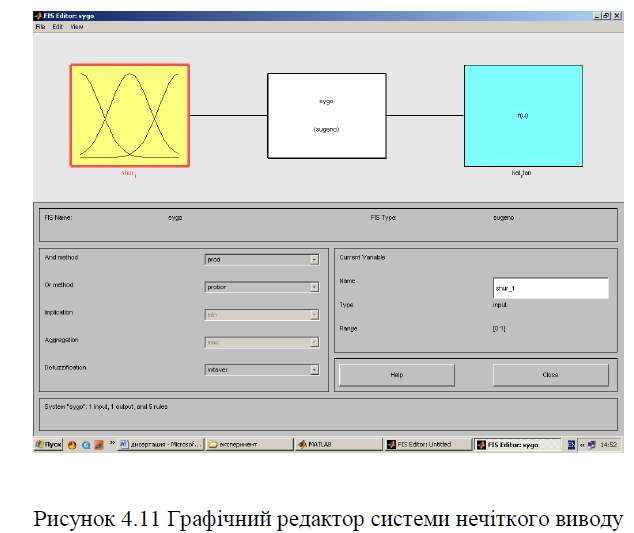 FIS Editor: sygo
File Edit View
sygo
(sugeno)
f(u)
shur_1
FIS Name: sygo FIS Type: sugeno
And method prod
Or method probor
Implication min
Aggregation max
Defuzzification wtaver
Current Variable
Name shur_1
Type input
Range [0 1]
Help Close
System "sygo": 1 input, 1 output, and 5 rules
Пуск » дисертация - Microsof... експеримент MATLAB FIS Editor: Untitled FIS Editor: sygo EN « 14:52
Рисунок 4.11 Графічний редактор системи нечіткого виводу